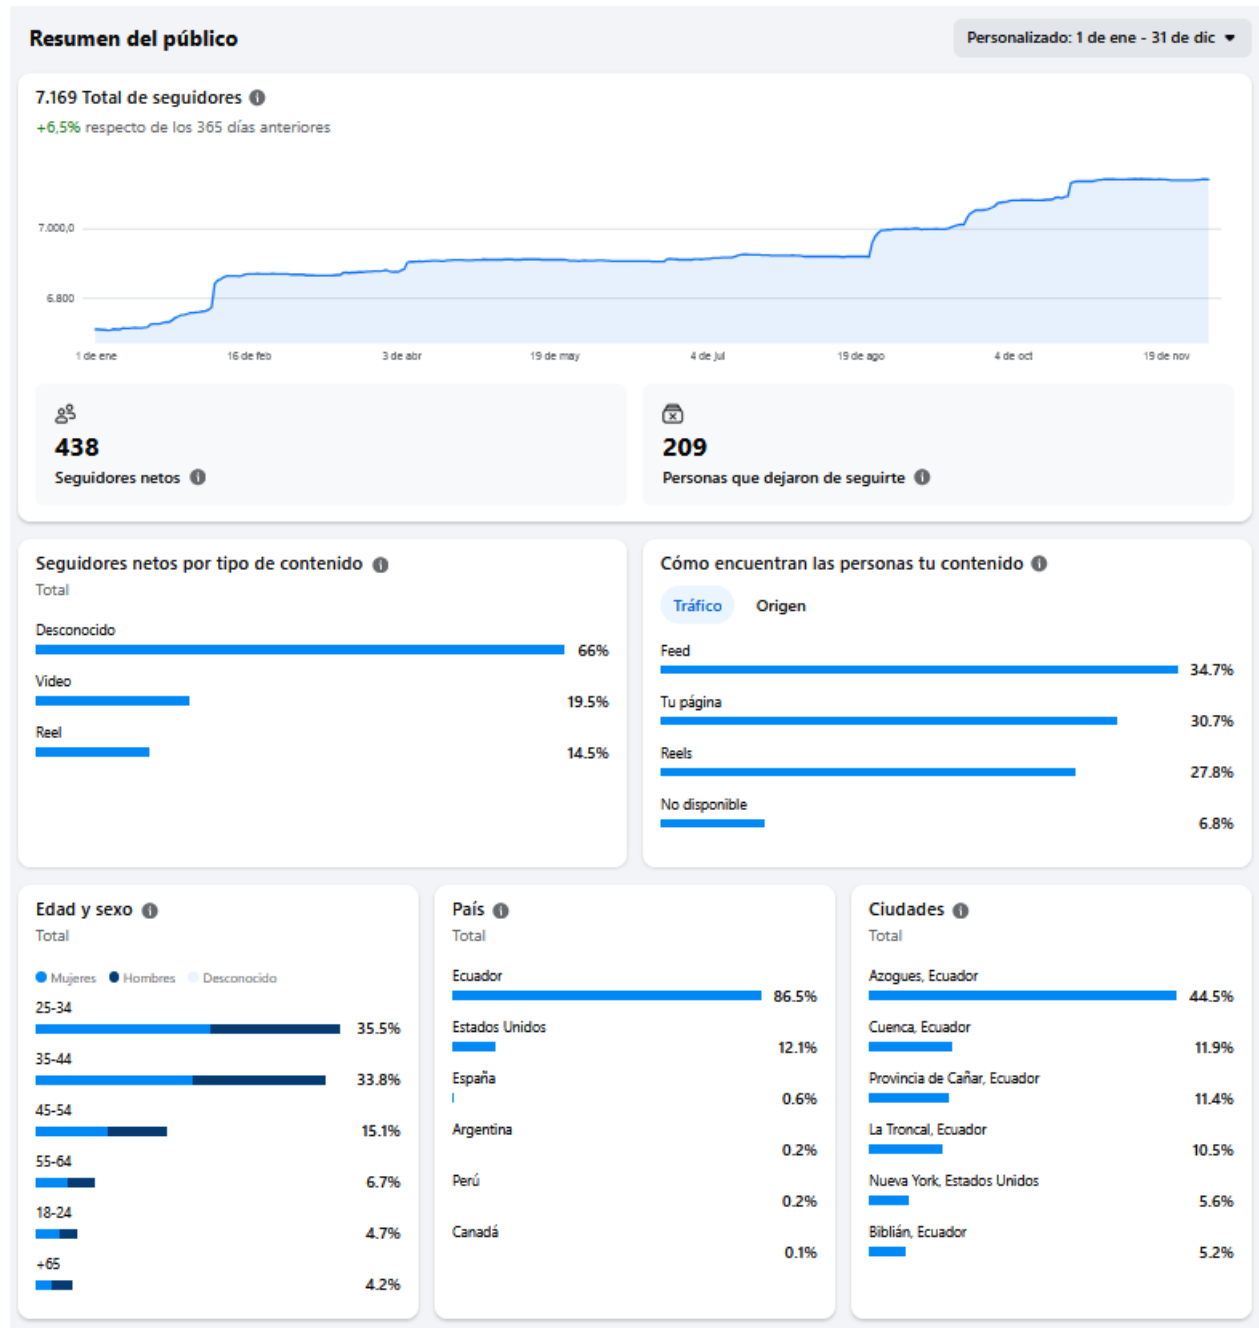 Resumen del público
Personalizado: 1 de ene - 31 de dic
7.169 Total de seguidores
+6,5% respecto de los 365 días anteriores
7.000,0
6.800
1 de ene 16 de feb 3 de abr 19 de may 4 de jul 19 de ago 4 de oct 19 de nov
438
Seguidores netos
209
Personas que dejaron de seguirte
Seguidores netos por tipo de contenido
Total
Desconocido
66%
Video
19.5%
Reel
14.5%
Cómo encuentran las personas tu contenido
Tráfico Origen
Feed
34.7%
Tu página
30.7%
Reels
27.8%
No disponible
6.8%
Edad y sexo
Total
Mujeres Hombres Desconocido
25-34
35.5%
35-44
33.8%
45-54
15.1%
55-64
6.7%
18-24
4.7%
+65
4.2%
País
Total
Ecuador
86.5%
Estados Unidos
12.1%
España
0.6%
Argentina
0.2%
Perú
0.2%
Canadá
0.1%
Ciudades
Total
Azogues, Ecuador
44.5%
Cuenca, Ecuador
11.9%
Provincia de Cañar, Ecuador
11.4%
La Troncal, Ecuador
10.5%
Nueva York, Estados Unidos
5.6%
Biblián, Ecuador
5.2%